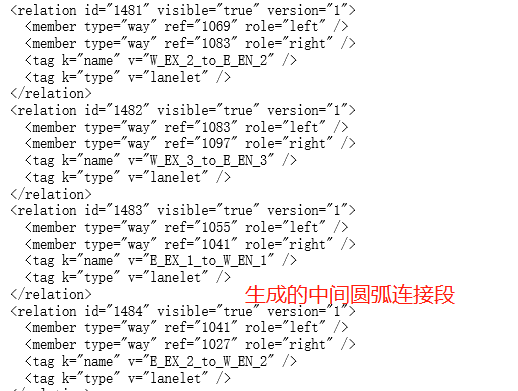 <relation id="1481" visible="true" version="1">
<member type="way" ref="1069" role="left" />
<member type="way" ref="1083" role="right" />
<tag k="name" v="W_EX_2_to_E_EN_2" />
<tag k="type" v="lanelet" />
</relation>
<relation id="1482" visible="true" version="1">
<member type="way" ref="1083" role="left" />
<member type="way" ref="1097" role="right" />
<tag k="name" v="W_EX_3_to_E_EN_3" />
<tag k="type" v="lanelet" />
</relation>
<relation id="1483" visible="true" version="1">
<member type="way" ref="1055" role="left" />
<member type="way" ref="1041" role="right" />
<tag k="name" v="E_EX_1_to_W_EN_1" />
<tag k="type" v="lanelet" />
</relation>
生成的中间圆弧连接段
<relation id="1484" visible="true" version="1">
<member type="way" ref="1041" role="left" />
<member type="way" ref="1027" role="right" />
<tag k="name" v="E_EX_2_to_W_EN_2" />
<tag k="type" v="lanelet" />